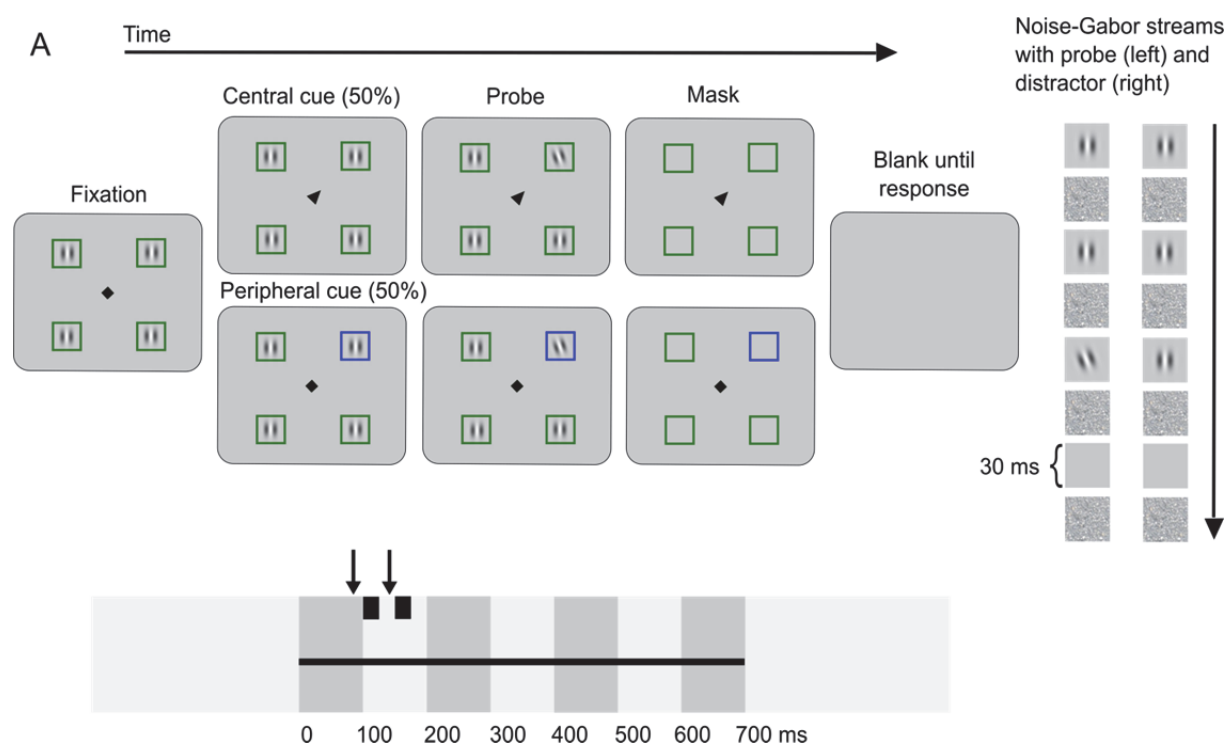 A
Time
Noise-Gabor streams
with probe (left) and
distractor (right)
Central cue (50%)
Probe
Mask
Fixation
Blank until
response
Peripheral cue (50%)
30 ms
0 100 200 300 400 500 600 700 ms